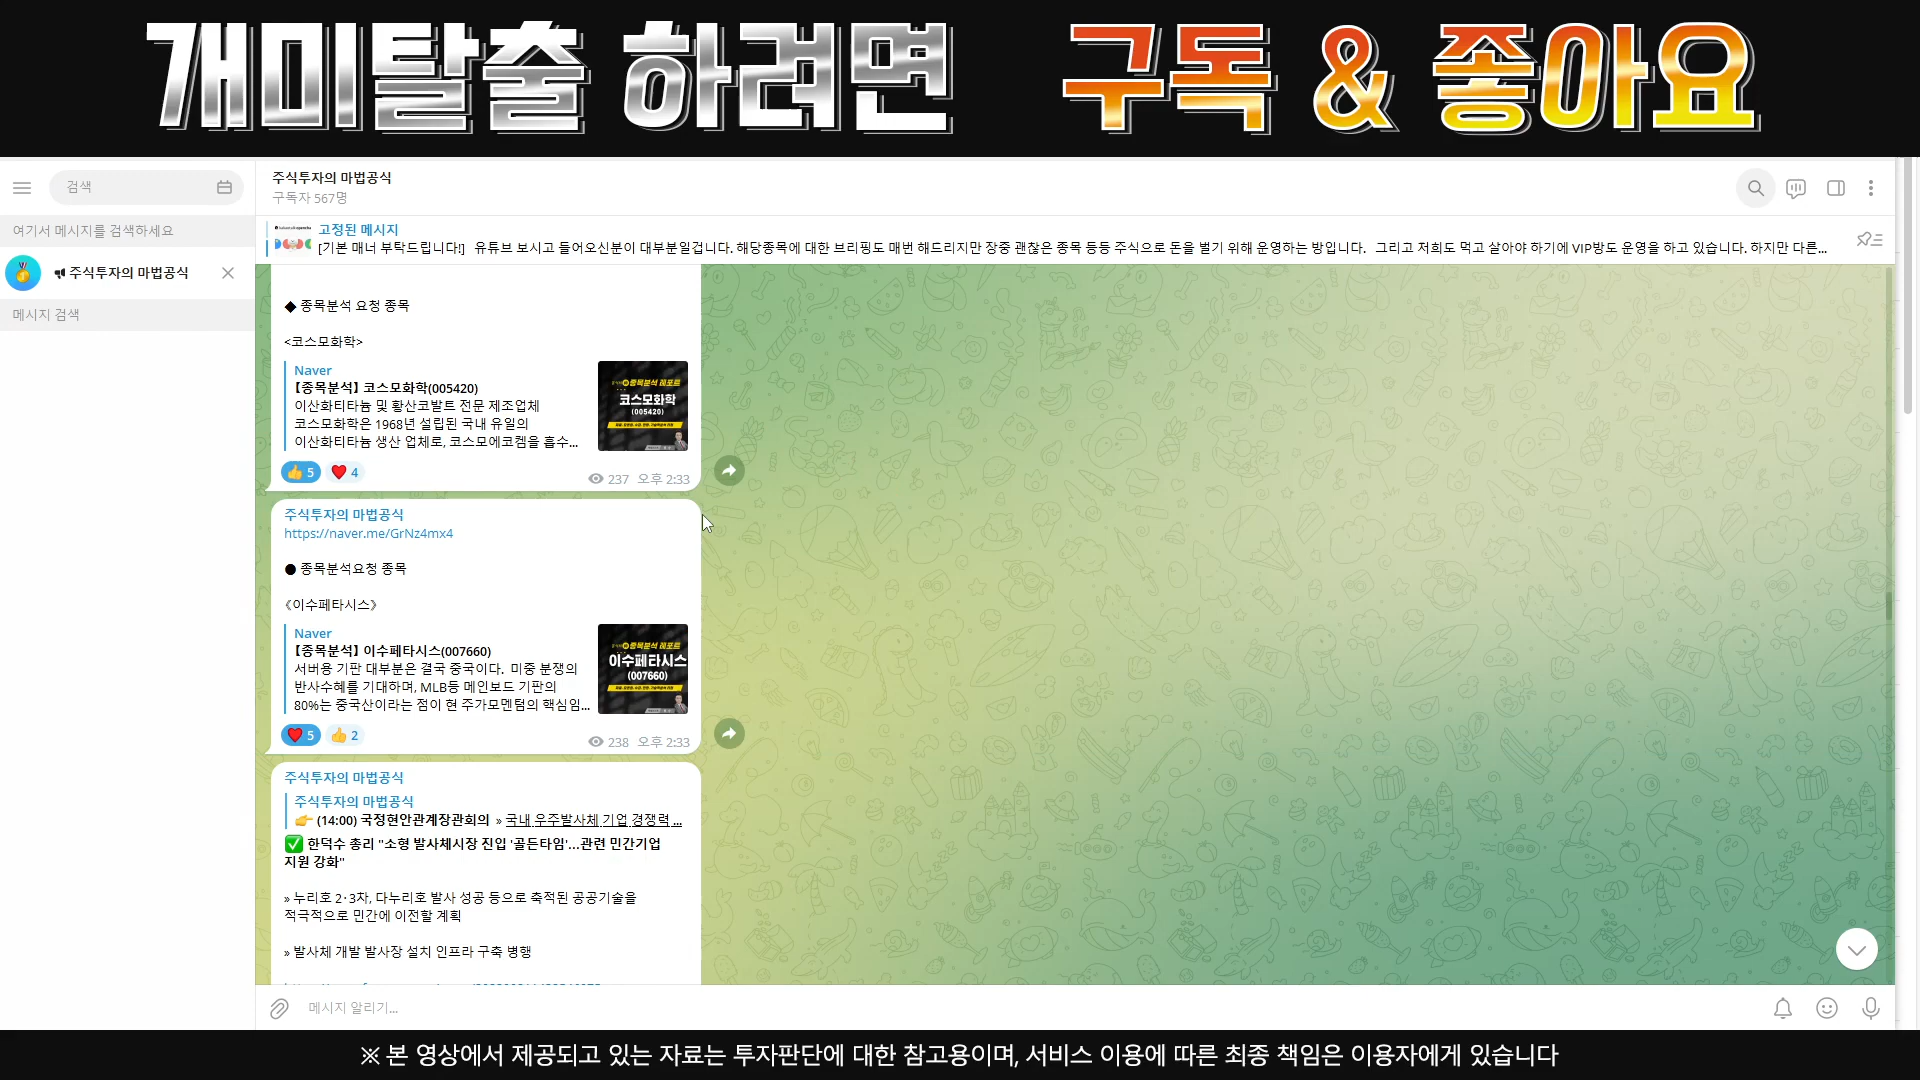 개미탈출 하려면 구독 & 좋아요
검색
여기서 메시지를 검색하세요
주식투자의 마법공식
메시지 검색
주식투자의 마법공식
구독자 567명
고정된 메시지
[기본 매너 부탁드립니다!] 유튜브 보시고 들어오신분이 대부분일겁니다. 해당종목에 대한 브리핑도 매번 해드리지만 장중 괜찮은 종목 등등 주식으로 돈을 벌기 위해 운영하는 방입니다. 그리고 저희도 먹고 살아야 하기에 VIP방도 운영을 하고 있습니다. 하지만 다른...
◆ 종목분석 요청 종목
<코스모화학>
Naver
【종목분석】 코스모화학(005420)
이산화티타늄 및 황산코발트 전문 제조업체
코스모화학은 1968년 설립된 국내 유일의
이산화티타늄 생산 업체로, 코스모에코켐을 흡수...
종목분석 레포트
코스모화학
(005420)
👍 5 ❤️ 4
237 오후 2:33
주식투자의 마법공식
https://naver.me/GrNz4mx4
● 종목분석요청 종목
《이수페타시스》
Naver
【종목분석】 이수페타시스(007660)
서버용 기판 대부분은 결국 중국이다. 미중 분쟁의
반사수혜를 기대하며, MLB등 메인보드 기판의
80%는 중국산이라는 점이 현 주가모멘텀의 핵심임...
종목분석 레포트
이수페타시스
(007660)
❤️ 5 👍 2
238 오후 2:33
주식투자의 마법공식
주식투자의 마법공식
👉 (14:00) 국정현안관계장관회의 » 국내 우주발사체 기업 경쟁력 ...
✅ 한덕수 총리 "소형 발사체시장 진입 '골든타임'...관련 민간기업
지원 강화"
» 누리호 2·3차, 다누리호 발사 성공 등으로 축적된 공공기술을
적극적으로 민간에 이전할 계획
» 발사체 개발 발사장 설치 인프라 구축 병행
메시지 알리기...
※ 본 영상에서 제공되고 있는 자료는 투자판단에 대한 참고용이며, 서비스 이용에 따른 최종 책임은 이용자에게 있습니다